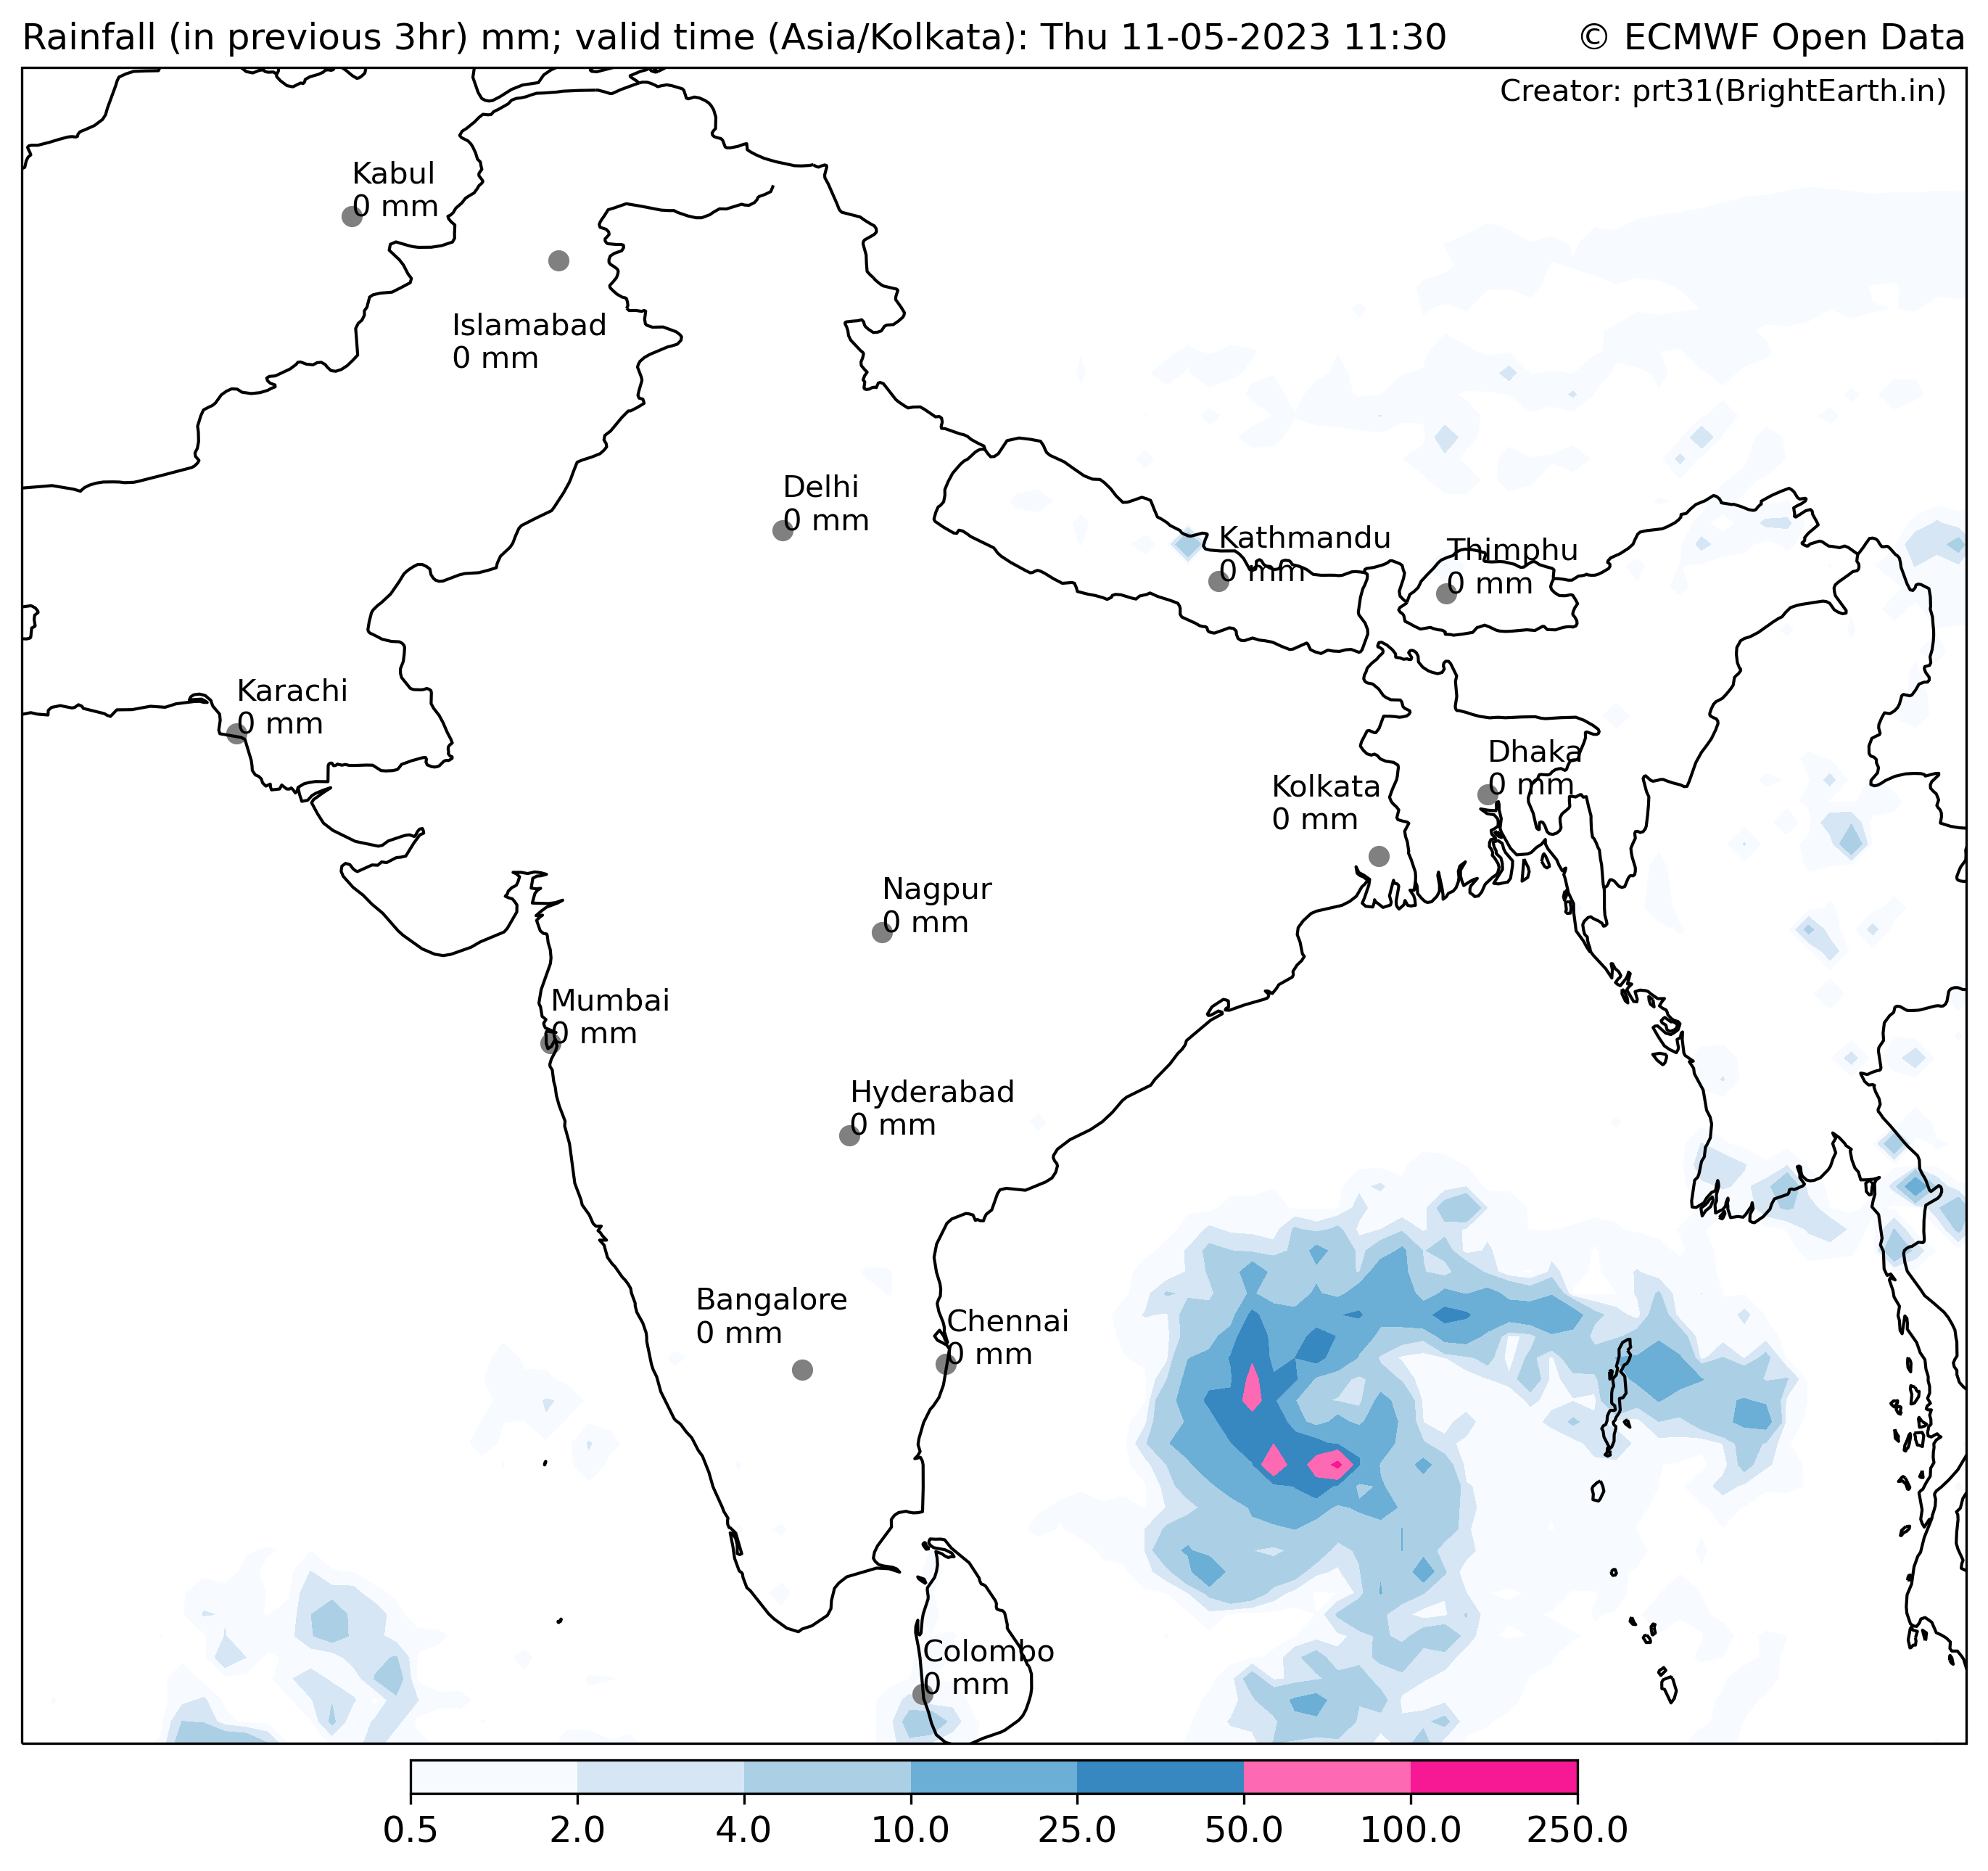 Rainfall (in previous 3hr) mm; valid time (Asia/Kolkata): Thu 11-05-2023 11:30
© ECMWF Open Data
Creator: prt31(BrightEarth.in)
Kabul
0 mm
Islamabad
0 mm
Delhi
0 mm
Kathmandu
0 mm
Thimphu
0 mm
Karachi
0 mm
Dhaka
0 mm
Kolkata
0 mm
Nagpur
0 mm
Mumbai
0 mm
Hyderabad
0 mm
Bangalore
0 mm
Chennai
0 mm
Colombo
0 mm
0.5 2.0 4.0 10.0 25.0 50.0 100.0 250.0